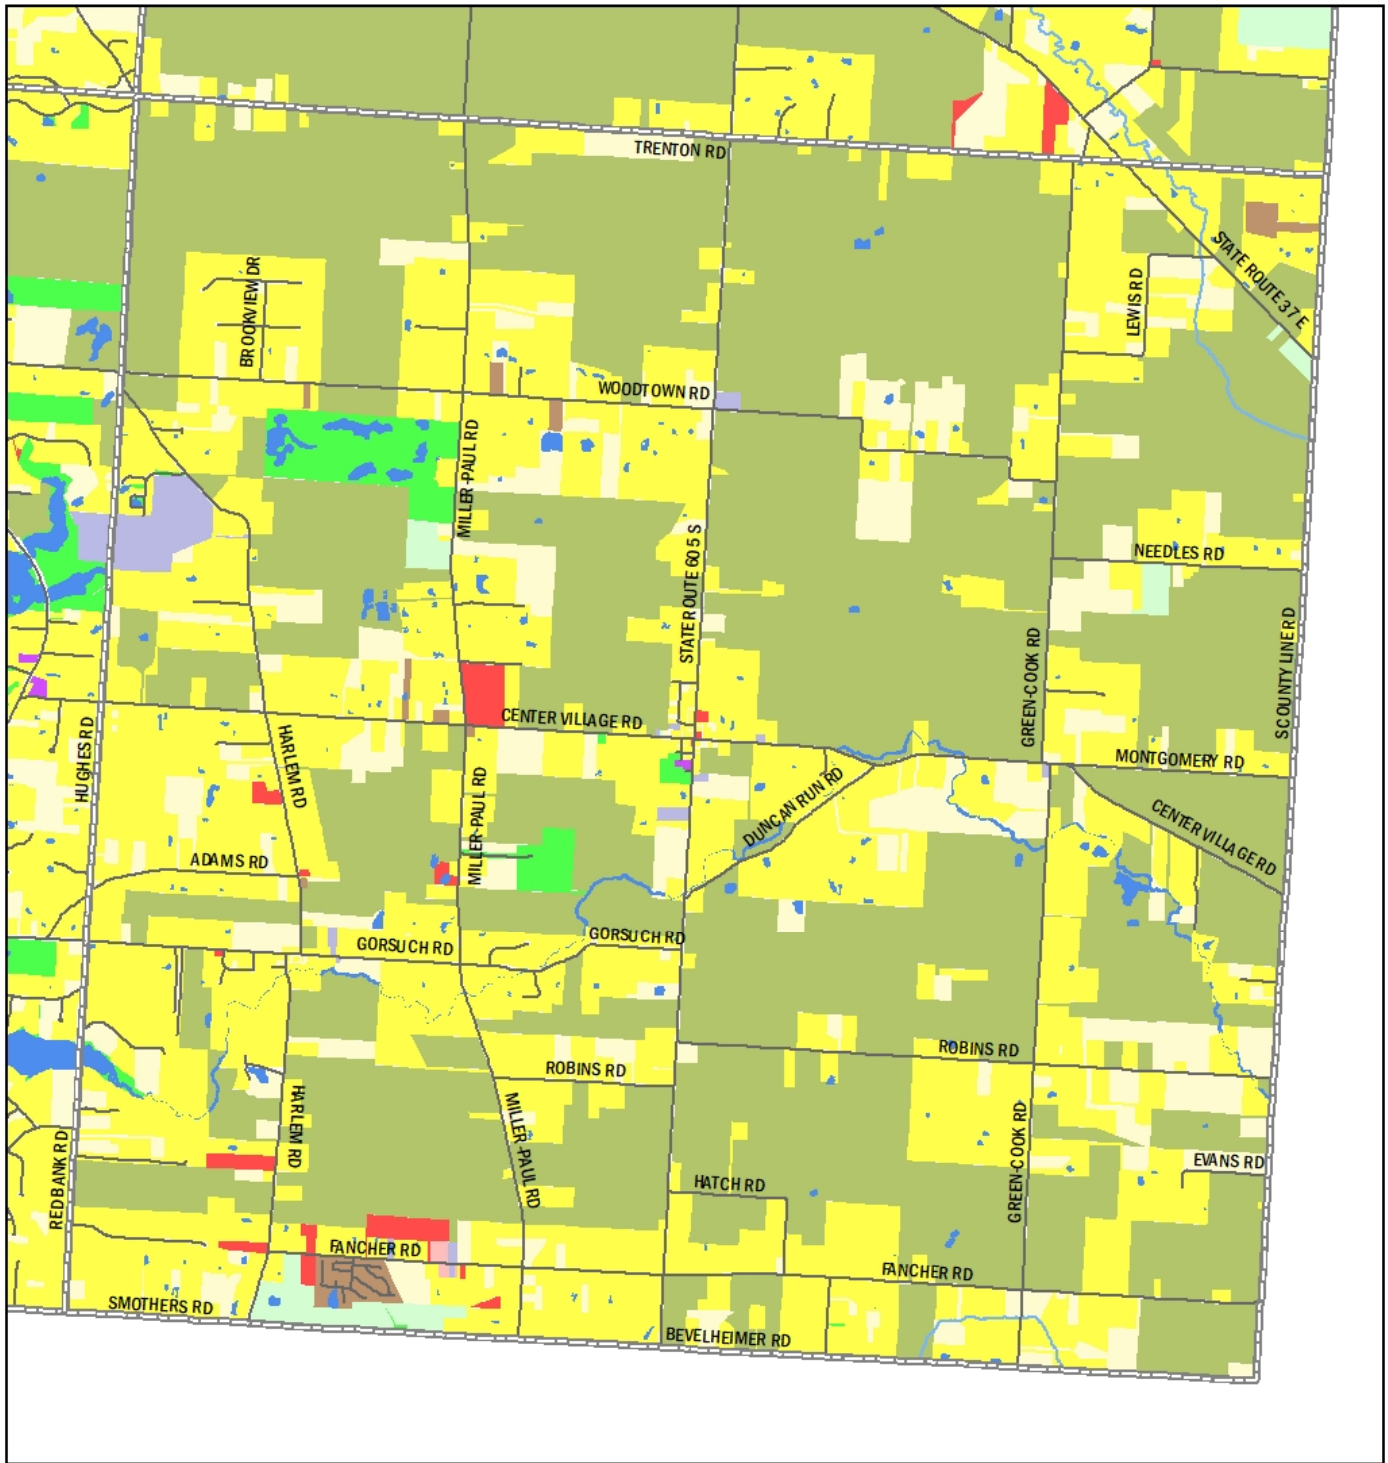 TRENTON RD
STATE ROUTE 37 E
BROOKVIEW DR
LEWIS RD
WOODTOWN RD
MILLER-PAUL RD
STATE ROUTE 605 S
NEEDLES RD
GREEN-COOK RD
S COUNTY LINE RD
CENTER VILLAGE RD
HUGHES RD
HARLEM RD
MONTGOMERY RD
MILLER-PAUL RD
DUNCAN RUN RD
CENTER VILLAGE RD
ADAMS RD
GORSUCH RD
GORSUCH RD
ROBINS RD
ROBINS RD
HARLEM RD
MILLER-PAUL RD
GREEN-COOK RD
RED BANK RD
EVANS RD
HATCH RD
FANCHER RD
FANCHER RD
SMOTHERS RD
BEVELHEIMER RD